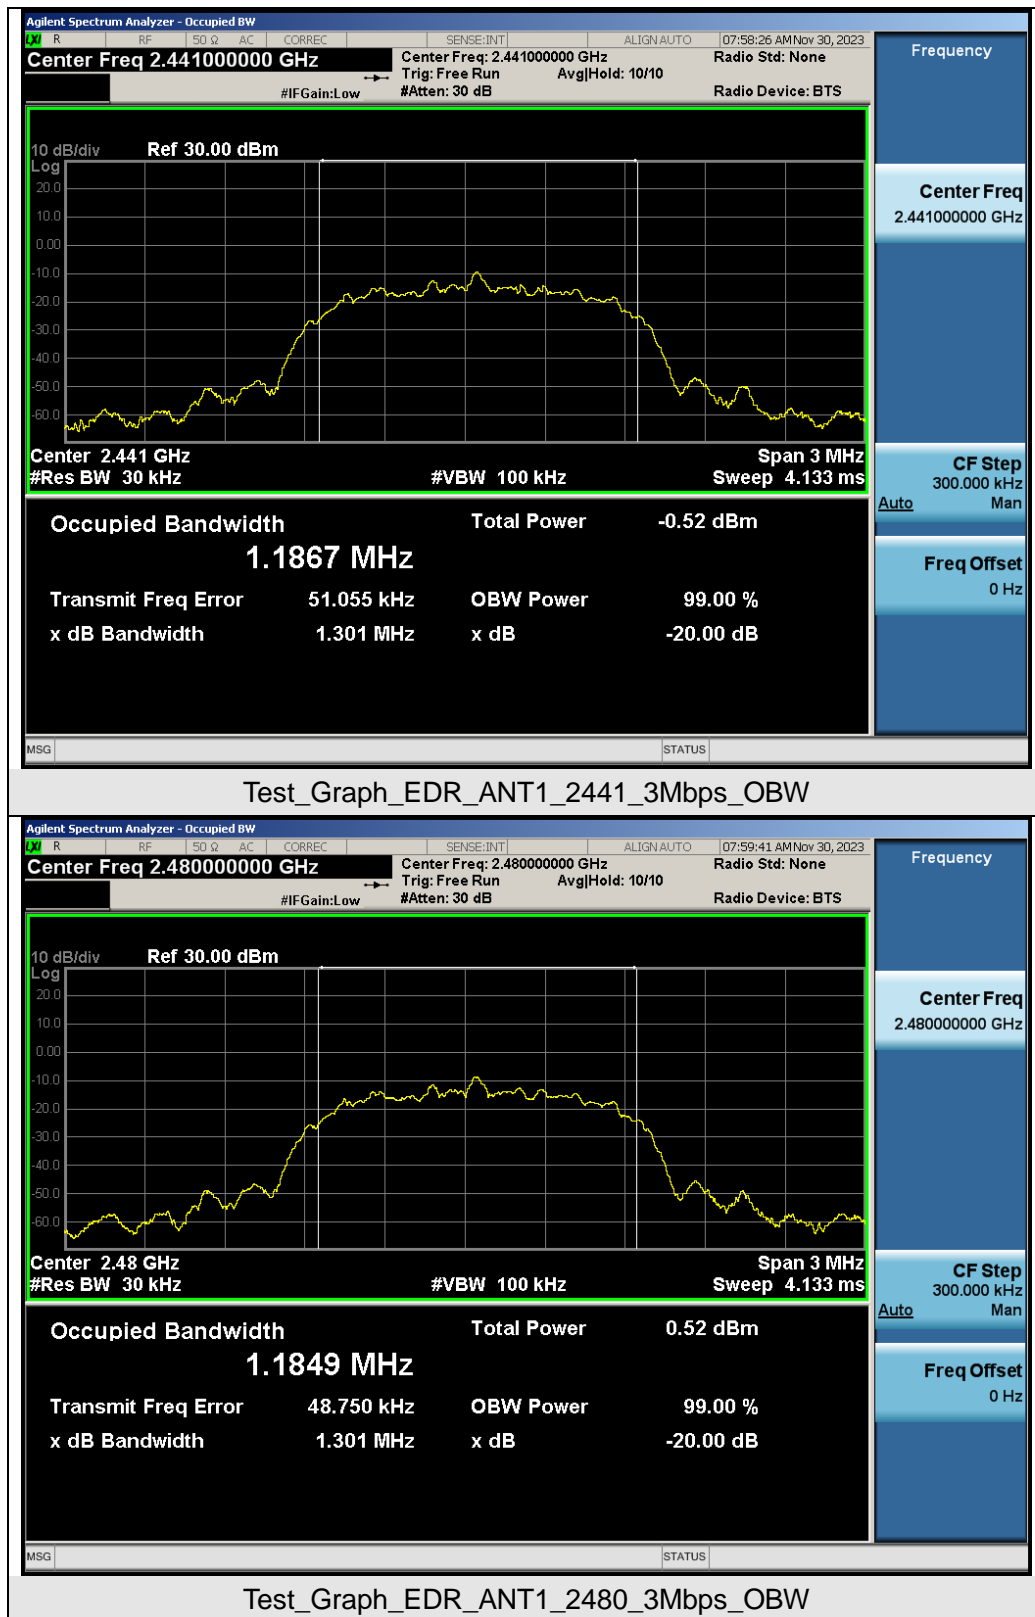 Agilent Spectrum Analyzer - Occupied BW
LXI R RF 50 Ω AC CORREC SENSE:INT ALIGN AUTO 07:58:26 AM Nov 30, 2023
Center Freq 2.441000000 GHz
Center Freq: 2.441000000 GHz Radio Std: None
Trig: Free Run Avg|Hold: 10/10
#IFGain:Low #Atten: 30 dB Radio Device: BTS
Frequency
10 dB/div Ref 30.00 dBm
Log
20.0
10.0
0.00
-10.0
-20.0
-30.0
-40.0
-50.0
-60.0
Center 2.441 GHz Span 3 MHz
#Res BW 30 kHz #VBW 100 kHz Sweep 4.133 ms
Center Freq
2.441000000 GHz
CF Step
300.000 kHz
Auto Man
Freq Offset
0 Hz
Occupied Bandwidth Total Power -0.52 dBm
1.1867 MHz
Transmit Freq Error 51.055 kHz OBW Power 99.00 %
x dB Bandwidth 1.301 MHz x dB -20.00 dB
MSG STATUS
Test_Graph_EDR_ANT1_2441_3Mbps_OBW
Agilent Spectrum Analyzer - Occupied BW
LXI R RF 50 Ω AC CORREC SENSE:INT ALIGN AUTO 07:59:41 AM Nov 30, 2023
Center Freq 2.480000000 GHz
Center Freq: 2.480000000 GHz Radio Std: None
Trig: Free Run Avg|Hold: 10/10
#IFGain:Low #Atten: 30 dB Radio Device: BTS
Frequency
10 dB/div Ref 30.00 dBm
Log
20.0
10.0
0.00
-10.0
-20.0
-30.0
-40.0
-50.0
-60.0
Center 2.48 GHz Span 3 MHz
#Res BW 30 kHz #VBW 100 kHz Sweep 4.133 ms
Center Freq
2.480000000 GHz
CF Step
300.000 kHz
Auto Man
Freq Offset
0 Hz
Occupied Bandwidth Total Power 0.52 dBm
1.1849 MHz
Transmit Freq Error 48.750 kHz OBW Power 99.00 %
x dB Bandwidth 1.301 MHz x dB -20.00 dB
MSG STATUS
Test_Graph_EDR_ANT1_2480_3Mbps_OBW